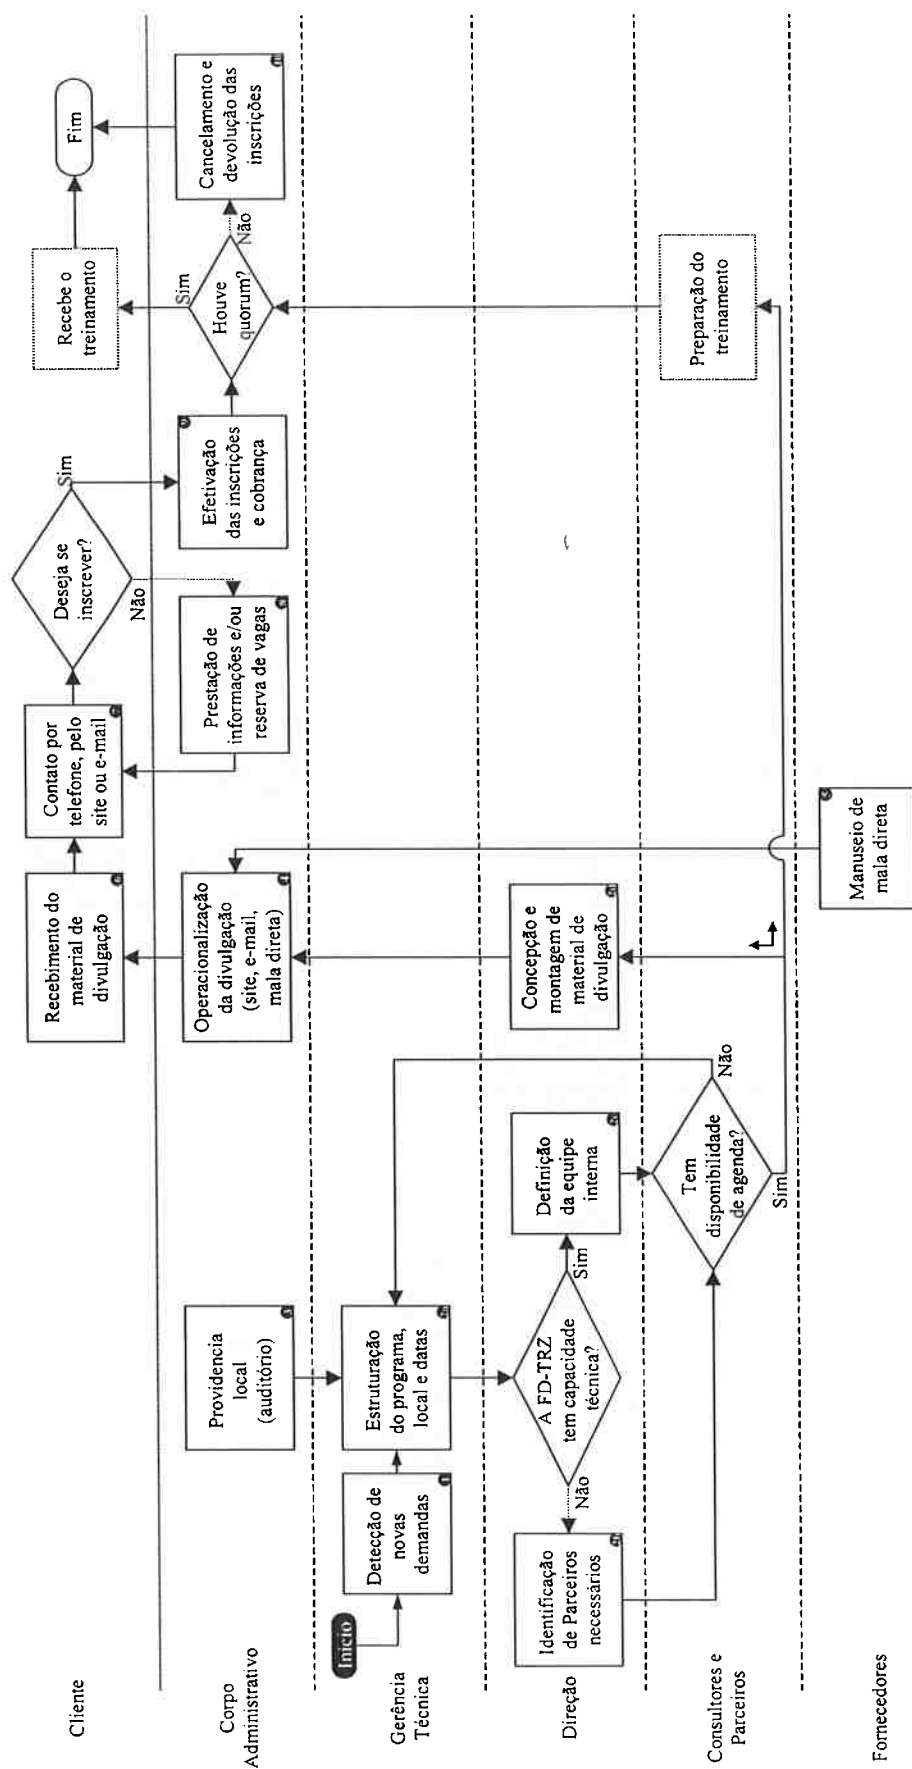 Cliente
Recebimento do
material de
divulgação
Contato por
telefone, pelo
site ou e-mail
Deseja se
inscrever?
Sim
Não
Recebe o
treinamento
Fim
Corpo
Administrativo
Providencia
local
(auditório)
Operacionalização
da divulgação
(site, e-mail,
mala direta)
Prestação de
informações e/ou
reserva de vagas
Efetivação
das inscrições
e cobrança
Houve
quorum?
Sim
Não
Cancelamento e
devolução das
inscrições
Gerência
Técnica
Início
Detecção de
novas
demandas
Estruturação
do programa,
local e datas
Direção
Identificação
de Parceiros
necessários
Não
A FD-TRZ
tem capacidade
técnica?
Sim
Definição
da equipe
interna
Concepção e
montagem de
material de
divulgação
Consultores e
Parceiros
Tem
disponibilidade
de agenda?
Não
Sim
Preparação do
treinamento
Fornecedores
Manuseio de
mala direta